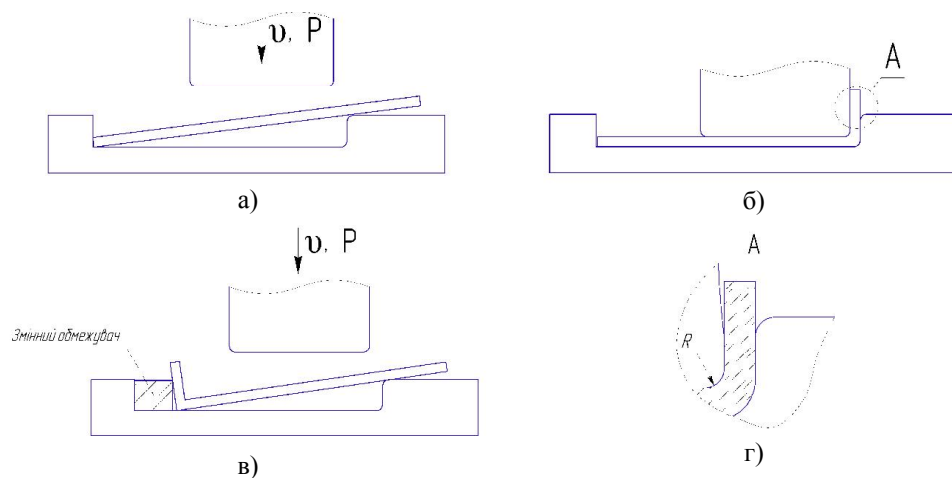 υ, P
A
а)
б)
υ, P
A
Змінний обмежувач
R
в)
г)